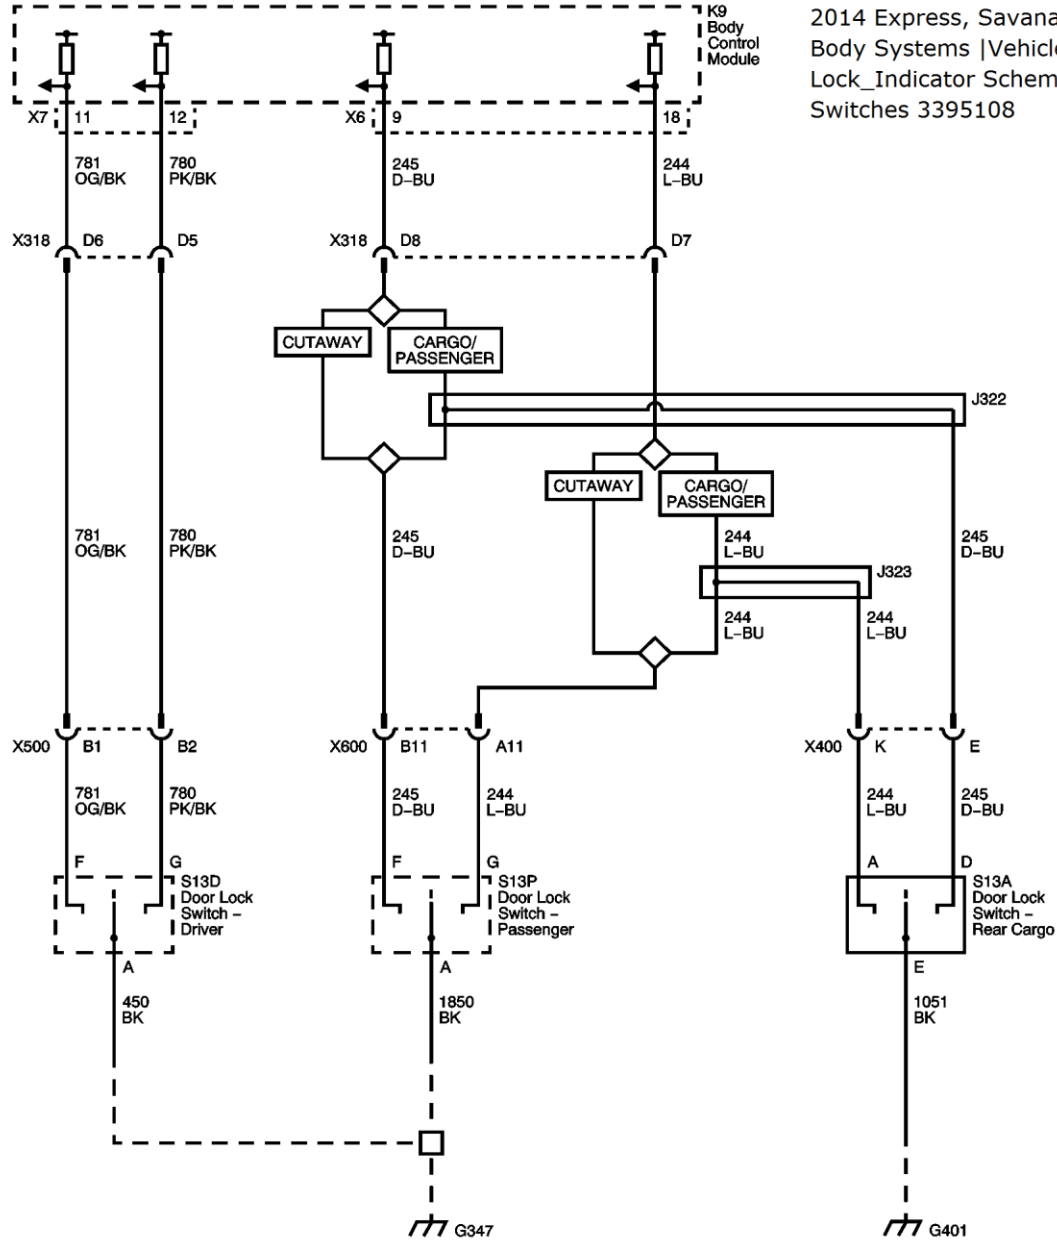 K9
Body
Control
Module
2014 Express, Savana
Body Systems |Vehicle
Lock_Indicator Schem
Switches 3395108
X7 11 12 X6 9 18
781
OG/BK
780
PK/BK
245
D-BU
244
L-BU
X318 D6 D5 X318 D8 D7
CUTAWAY
CARGO/
PASSENGER
J322
CUTAWAY
CARGO/
PASSENGER
781
OG/BK
780
PK/BK
245
D-BU
244
L-BU
245
D-BU
J323
244
L-BU
244
L-BU
X500 B1 B2 X600 B11 A11 X400 K E
781
OG/BK
780
PK/BK
245
D-BU
244
L-BU
244
L-BU
245
D-BU
F G F G A D
S13D
Door Lock
Switch –
Driver
S13P
Door Lock
Switch –
Passenger
S13A
Door Lock
Switch –
Rear Cargo
A A E
450
BK
1850
BK
1051
BK
G347 G401